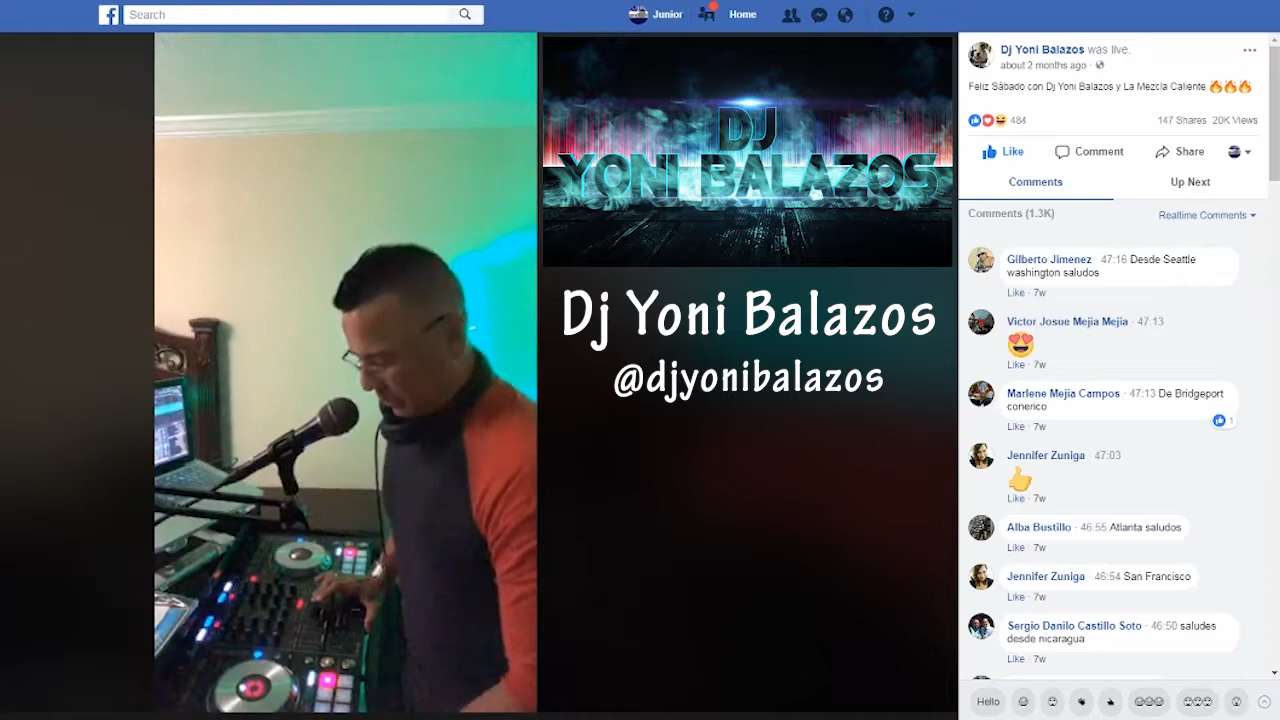 Search
Junior
Home
DJ
YONI BALAZOS
Dj Yoni Balazos
@djyonibalazos
Dj Yoni Balazos was live.
about 2 months ago ·
Feliz Sábado con Dj Yoni Balazos y La Mezcla Caliente 🔥🔥🔥
484
147 Shares 20K Views
Like Comment Share
Comments Up Next
Comments (1.3K) Realtime Comments
Gilberto Jimenez 47:16 Desde Seattle
washington saludos
Like · 7w
Victor Josue Mejia Mejia · 47:13
😍
Like · 7w
Marlene Mejia Campos · 47:13 De Bridgeport
conerico
1
Like · 7w
Jennifer Zuniga · 47:03
Like · 7w
Alba Bustillo · 46:55 Atlanta saludos
Like · 7w
Jennifer Zuniga · 46:54 San Francisco
Like · 7w
Sergio Danilo Castillo Soto · 46:50 saludes
desde nicaragua
Like · 7w
Hello